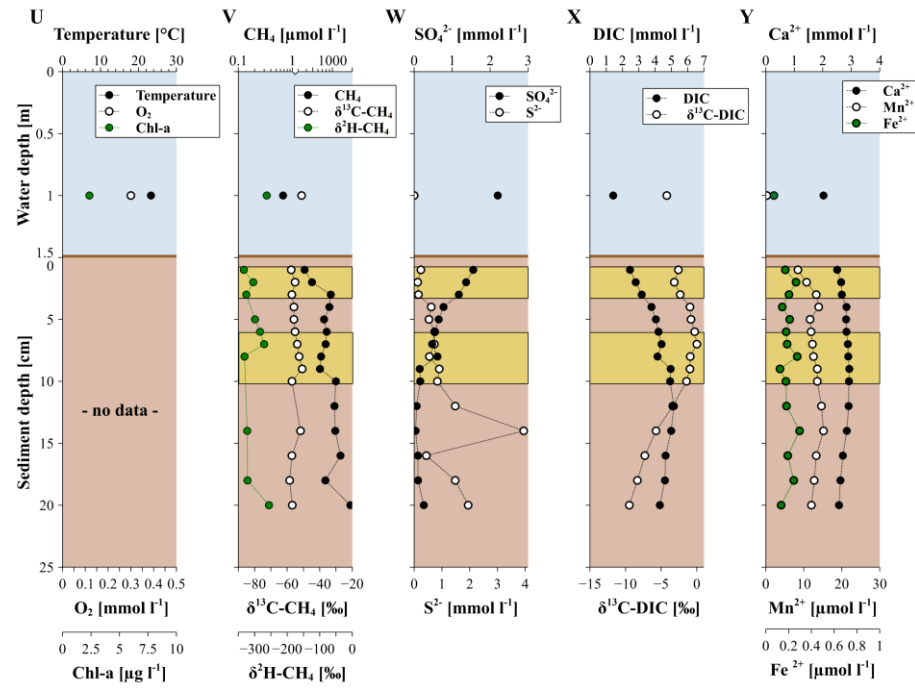 U V W X Y
Temperature [°C] CH₄ [µmol l⁻¹] SO₄²⁻ [mmol l⁻¹] DIC [mmol l⁻¹] Ca²⁺ [mmol l⁻¹]
0 10 20 30 0.1 1 1000 0 1 2 3 0 1 2 3 4 5 6 7 0 1 2 3 4
0
Temperature
O₂
Chl-a
CH₄
δ¹³C-CH₄
δ²H-CH₄
SO₄²⁻
S²⁻
DIC
δ¹³C-DIC
Ca²⁺
Mn²⁺
Fe²⁺
Water depth [m]
0.5
1
1.5
Sediment depth [cm]
0
5
10
- no data -
15
20
25
0 0.1 0.2 0.3 0.4 0.5 −80 −60 −40 −20 0 1 2 3 4 −15 −10 −5 0 0 10 20 30
O₂ [mmol l⁻¹] δ¹³C-CH₄ [‰] S²⁻ [mmol l⁻¹] δ¹³C-DIC [‰] Mn²⁺ [µmol l⁻¹]
0 5 10 -300 -200 -100 0 0 0.2 0.4 0.6 0.8 1
Chl-a [µg l⁻¹] δ²H-CH₄ [‰] Fe ²⁺ [µmol l⁻¹]